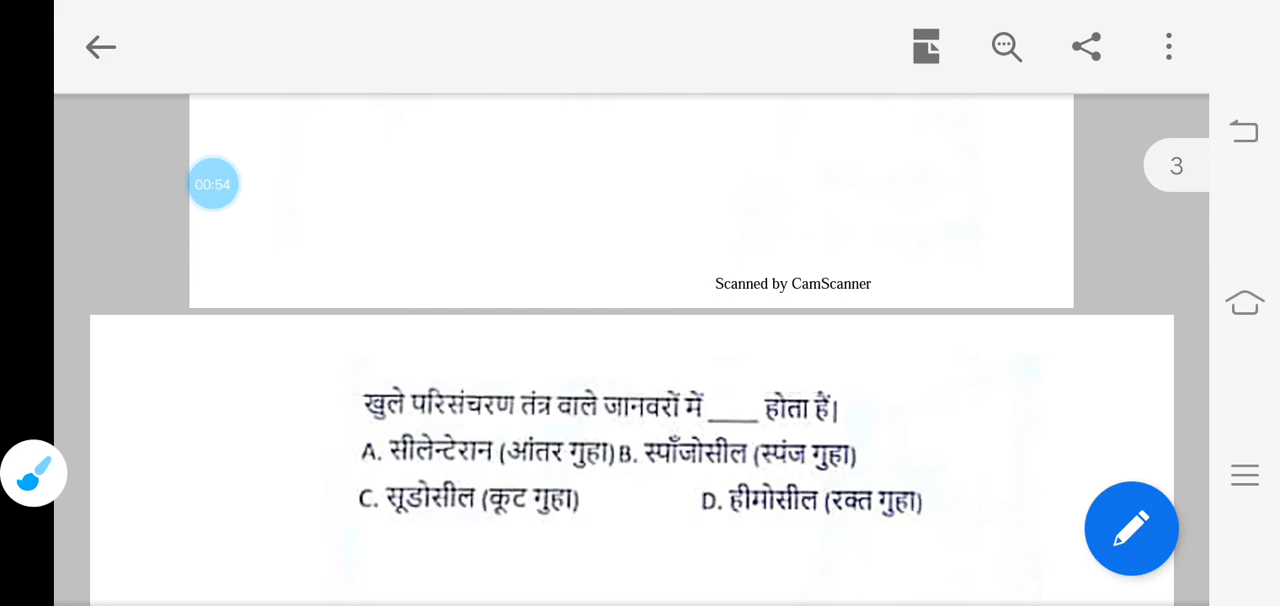 00:54
3
Scanned by CamScanner
खुले परिसंचरण तंत्र वाले जानवरों में ____ होता हैं।
A. सीलेन्टेरान (आंतर गुहा) B. स्पाँजोसील (स्पंज गुहा)
C. सूडोसील (कूट गुहा) D. हीमोसील (रक्त गुहा)